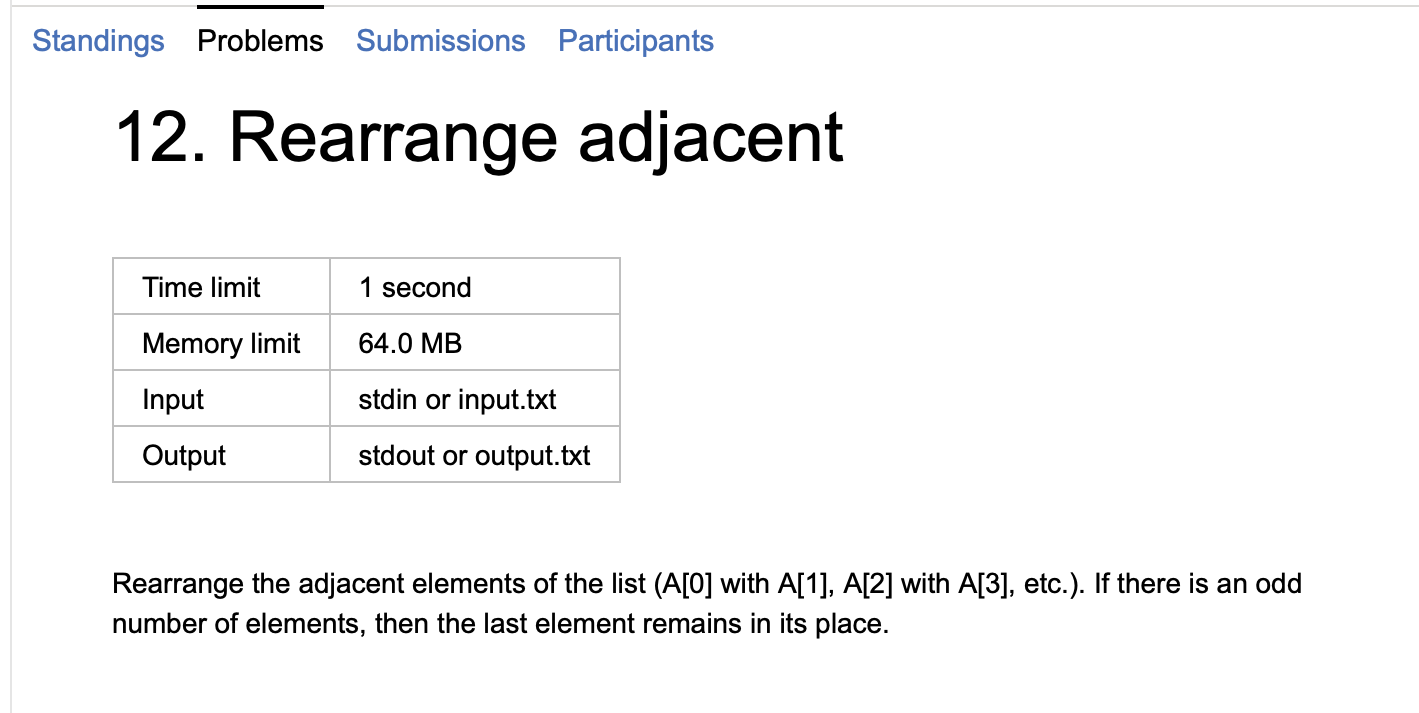 Standings Problems Submissions Participants
12. Rearrange adjacent
Time limit 1 second
Memory limit 64.0 MB
Input stdin or input.txt
Output stdout or output.txt
Rearrange the adjacent elements of the list (A[0] with A[1], A[2] with A[3], etc.). If there is an odd
number of elements, then the last element remains in its place.